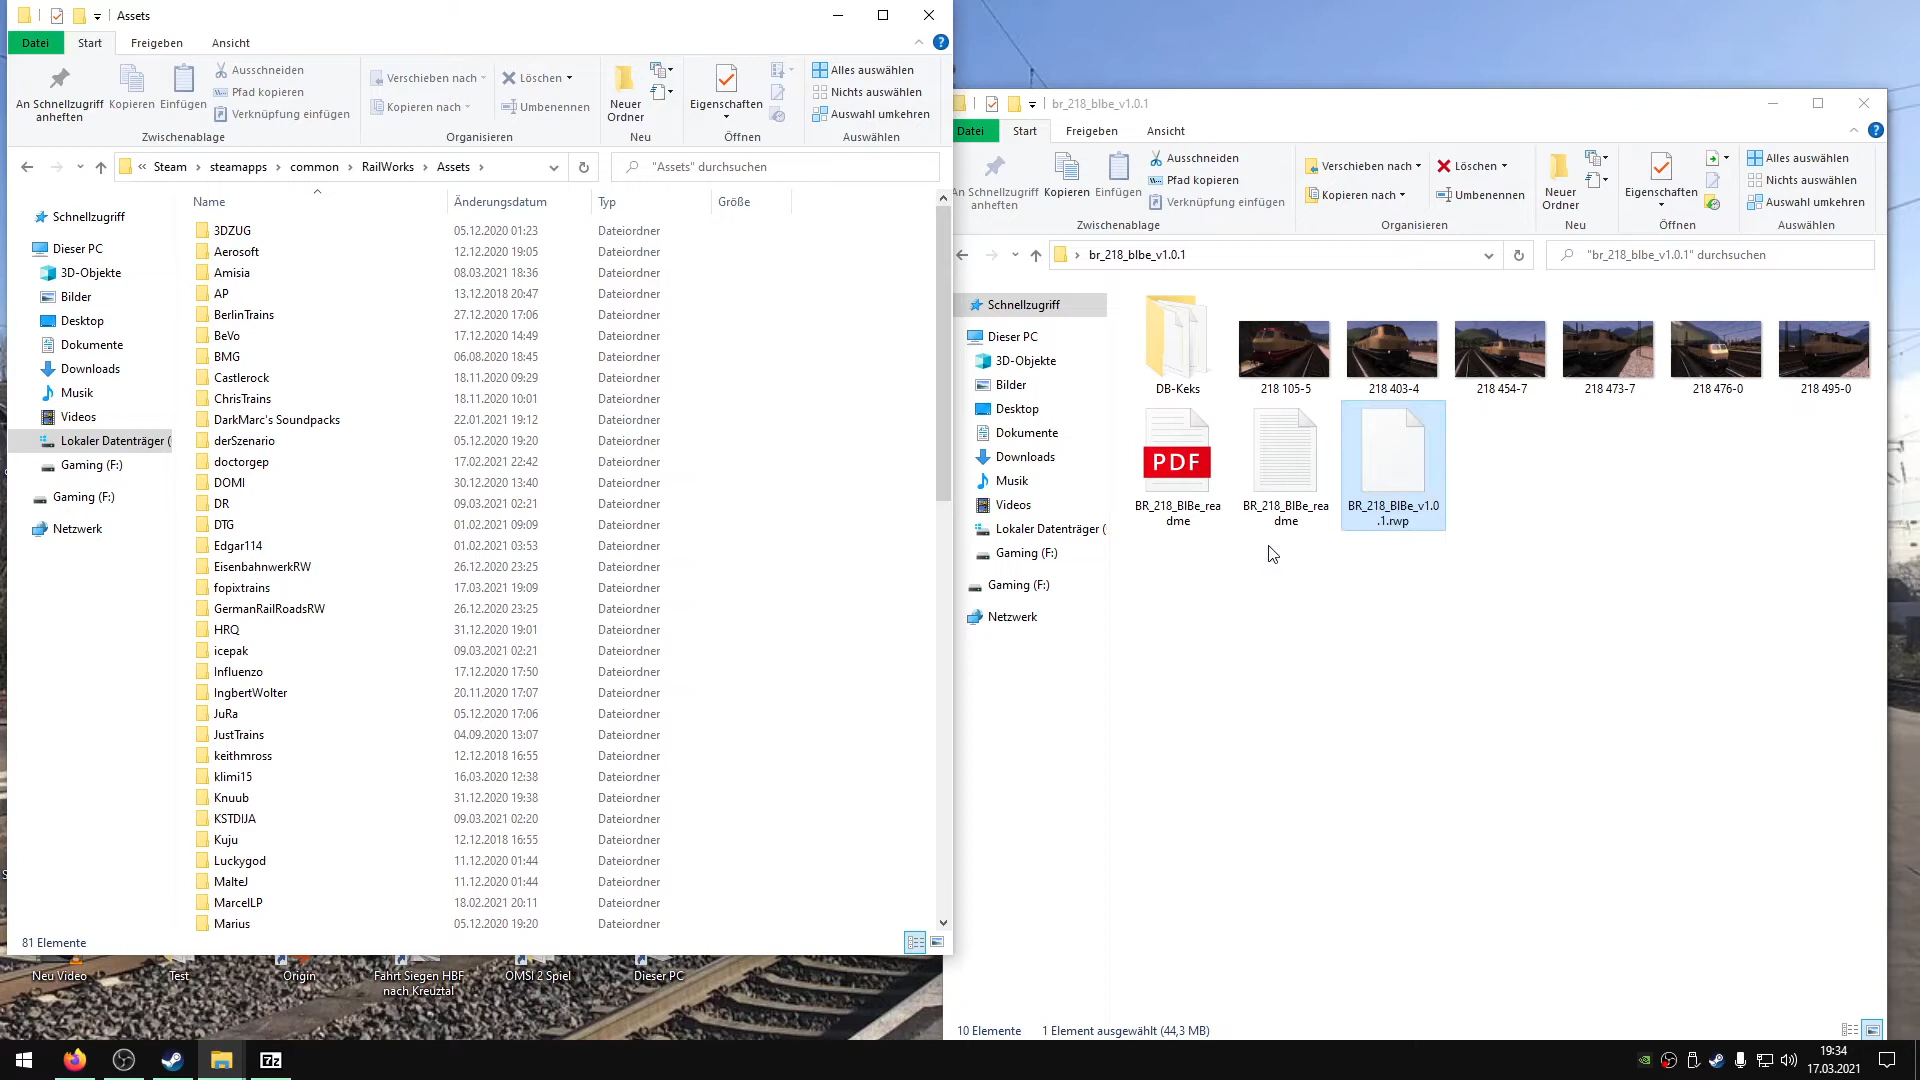 Assets
Datei Start Freigeben Ansicht
An Schnellzugriff anheften
Kopieren
Einfügen
Ausschneiden
Pfad kopieren
Verknüpfung einfügen
Zwischenablage
Verschieben nach
Kopieren nach
Löschen
Umbenennen
Organisieren
Neuer Ordner
Neu
Eigenschaften
Öffnen
Alles auswählen
Nichts auswählen
Auswahl umkehren
Auswählen
« Steam › steamapps › common › RailWorks › Assets ›
"Assets" durchsuchen
Name Änderungsdatum Typ Größe
Schnellzugriff
Dieser PC
3D-Objekte
Bilder
Desktop
Dokumente
Downloads
Musik
Videos
Lokaler Datenträger (
Gaming (F:)
Gaming (F:)
Netzwerk
3DZUG 05.12.2020 01:23 Dateiordner
Aerosoft 12.12.2020 19:05 Dateiordner
Amisia 08.03.2021 18:36 Dateiordner
AP 13.12.2018 20:47 Dateiordner
BerlinTrains 27.12.2020 17:06 Dateiordner
BeVo 17.12.2020 14:49 Dateiordner
BMG 06.08.2020 18:45 Dateiordner
Castlerock 18.11.2020 09:29 Dateiordner
ChrisTrains 18.11.2020 10:01 Dateiordner
DarkMarc's Soundpacks 22.01.2021 19:12 Dateiordner
derSzenario 05.12.2020 19:20 Dateiordner
doctorgep 17.02.2021 22:42 Dateiordner
DOMI 30.12.2020 13:40 Dateiordner
DR 09.03.2021 02:21 Dateiordner
DTG 01.02.2021 09:09 Dateiordner
Edgar114 01.02.2021 03:53 Dateiordner
EisenbahnwerkRW 26.12.2020 23:25 Dateiordner
fopixtrains 17.03.2021 19:09 Dateiordner
GermanRailRoadsRW 26.12.2020 23:25 Dateiordner
HRQ 31.12.2020 19:01 Dateiordner
icepak 09.03.2021 02:21 Dateiordner
Influenzo 17.12.2020 17:50 Dateiordner
IngbertWolter 20.11.2020 17:07 Dateiordner
JuRa 05.12.2020 17:06 Dateiordner
JustTrains 04.09.2020 13:07 Dateiordner
keithmross 12.12.2018 16:55 Dateiordner
klimi15 16.03.2020 12:38 Dateiordner
Knuub 31.12.2020 19:38 Dateiordner
KSTDIJA 09.03.2021 02:20 Dateiordner
Kuju 12.12.2018 16:55 Dateiordner
Luckygod 11.12.2020 01:44 Dateiordner
MalteJ 11.12.2020 01:44 Dateiordner
MarcelLP 18.02.2021 20:11 Dateiordner
Marius 05.12.2020 19:20 Dateiordner
81 Elemente
br_218_blbe_v1.0.1
Datei Start Freigeben Ansicht
An Schnellzugriff anheften
Kopieren
Einfügen
Ausschneiden
Pfad kopieren
Verknüpfung einfügen
Zwischenablage
Verschieben nach
Kopieren nach
Löschen
Umbenennen
Organisieren
Neuer Ordner
Neu
Eigenschaften
Öffnen
Alles auswählen
Nichts auswählen
Auswahl umkehren
Auswählen
› br_218_blbe_v1.0.1
"br_218_blbe_v1.0.1" durchsuchen
Schnellzugriff
Dieser PC
3D-Objekte
Bilder
Desktop
Dokumente
Downloads
Musik
Videos
Lokaler Datenträger (
Gaming (F:)
Gaming (F:)
Netzwerk
DB-Keks
218 105-5
218 403-4
218 454-7
218 473-7
218 476-0
218 495-0
PDF
BR_218_BlBe_rea
dme
BR_218_BlBe_rea
dme
BR_218_BlBe_v1.0
.1.rwp
10 Elemente 1 Element ausgewählt (44,3 MB)
Neu Video
Test
Origin
Fahrt Siegen HBF
nach Kreuztal
OMSI 2 Spiel
Dieser PC
7z
19:34
17.03.2021